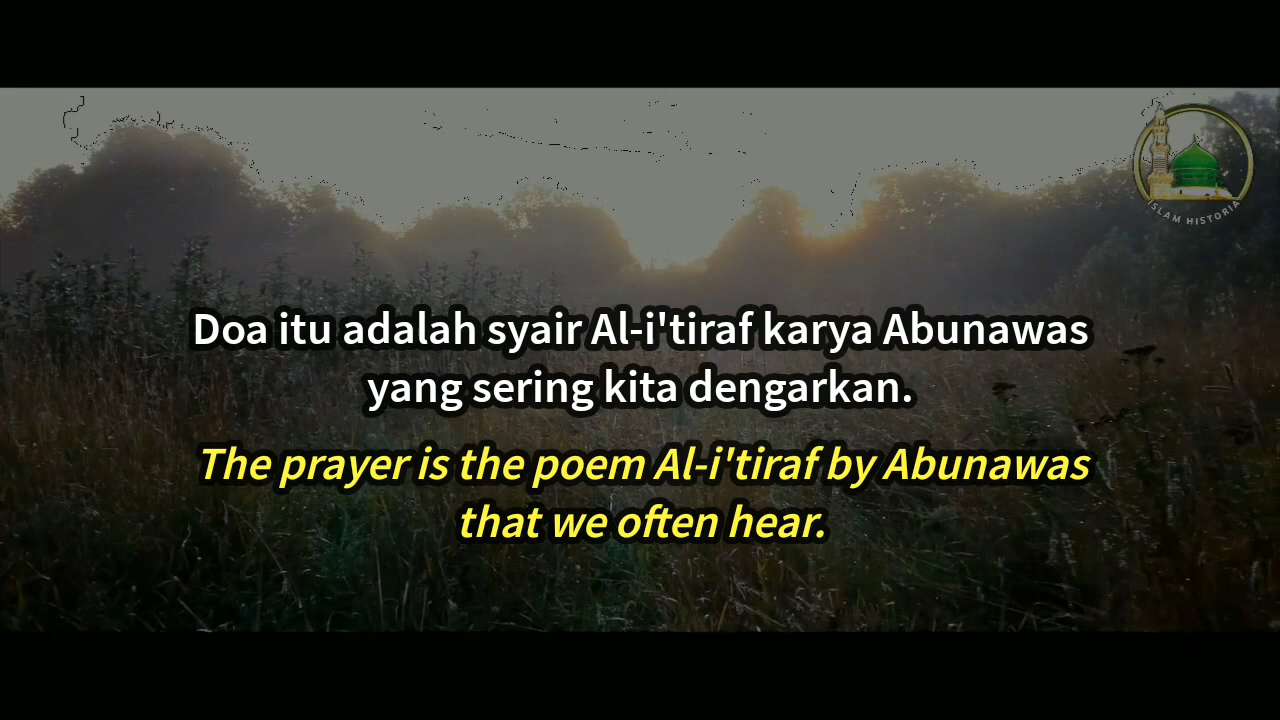 ISLAM HISTORIA
Doa itu adalah syair Al-i'tiraf karya Abunawas
yang sering kita dengarkan.
The prayer is the poem Al-i'tiraf by Abunawas
that we often hear.